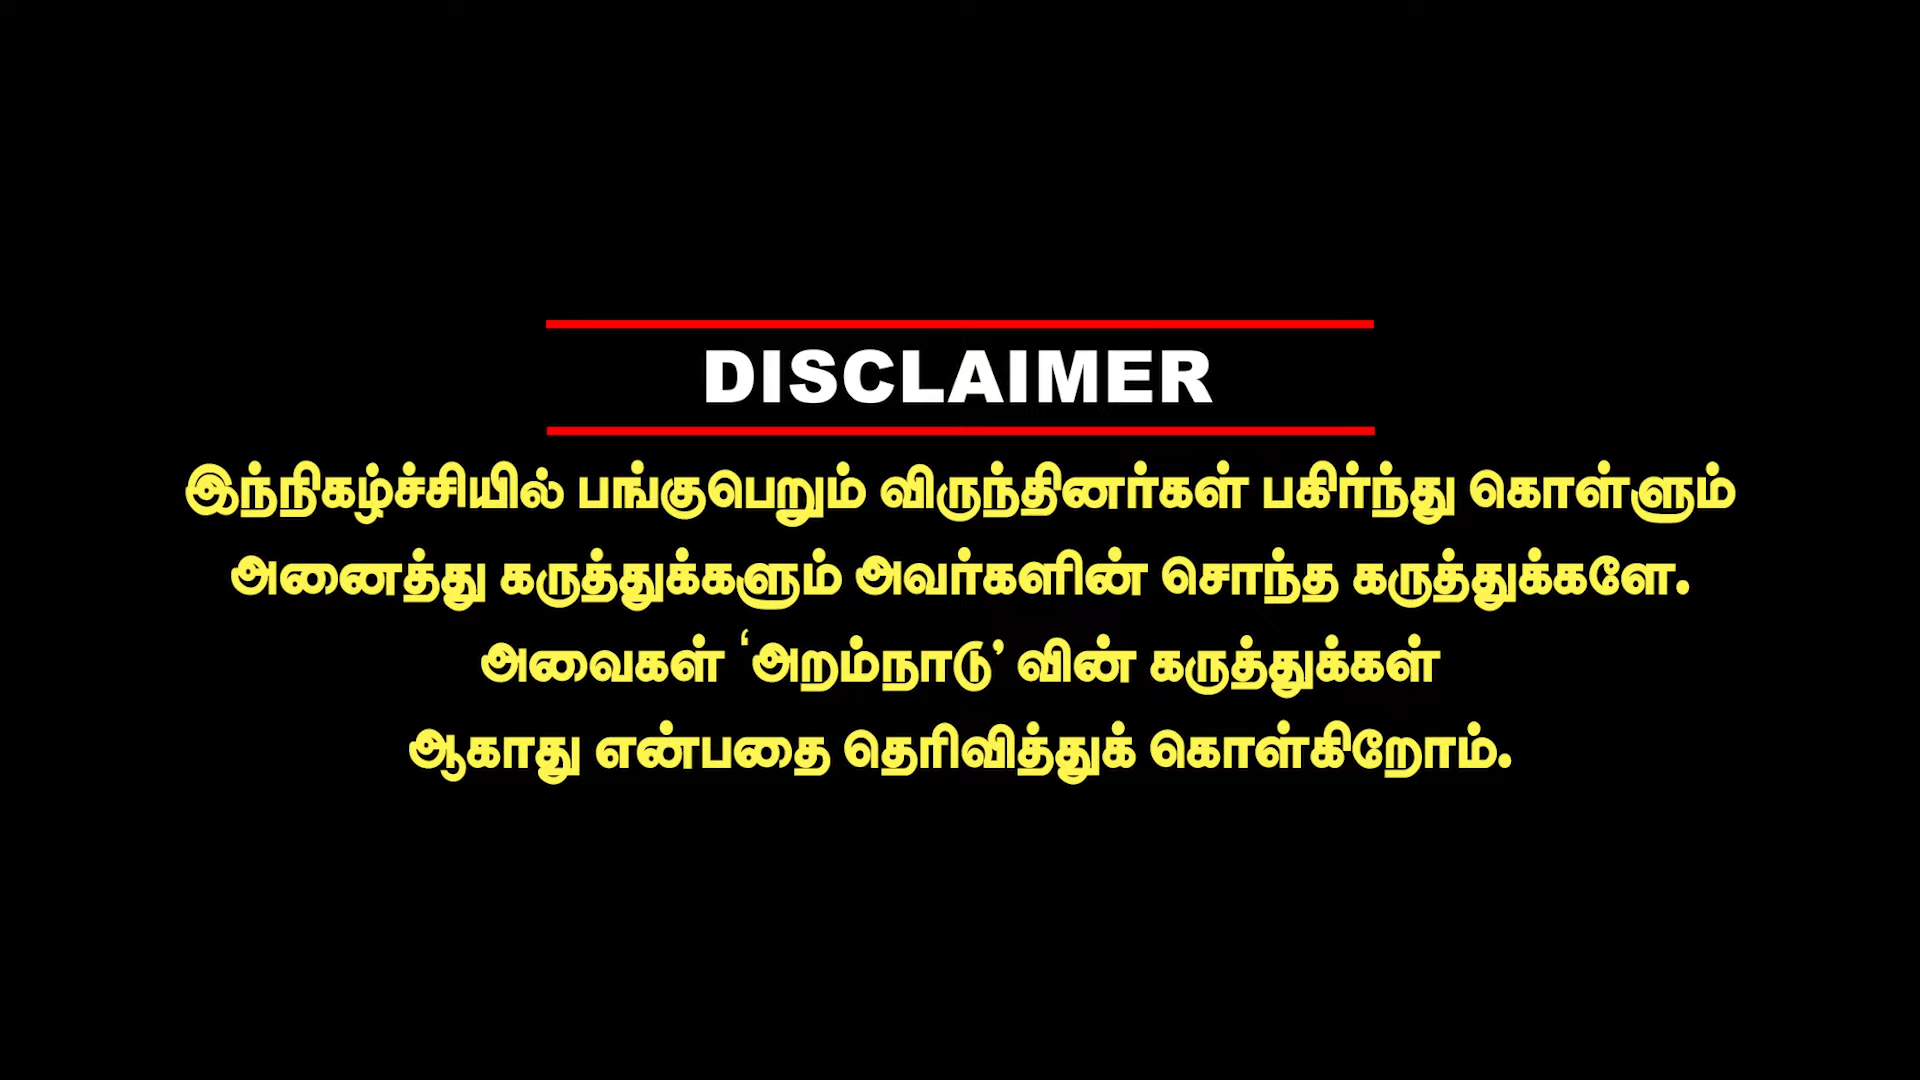 DISCLAIMER
இந்நிகழ்ச்சியில் பங்குபெறும் விருந்தினர்கள் பகிர்ந்து கொள்ளும்
அனைத்து கருத்துக்களும் அவர்களின் சொந்த கருத்துக்களே.
அவைகள் ‘அறம்நாடு’ வின் கருத்துக்கள்
ஆகாது என்பதை தெரிவித்துக் கொள்கிறோம்.